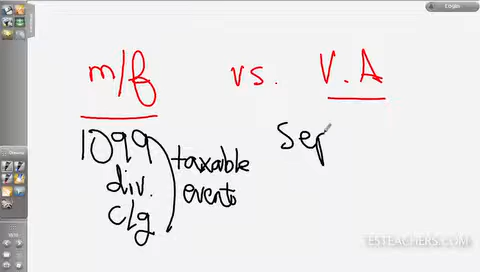 Login
m/f vs. V.A
1099
div.
c/g
taxable
events
Sep
TESTEACHERS.COM